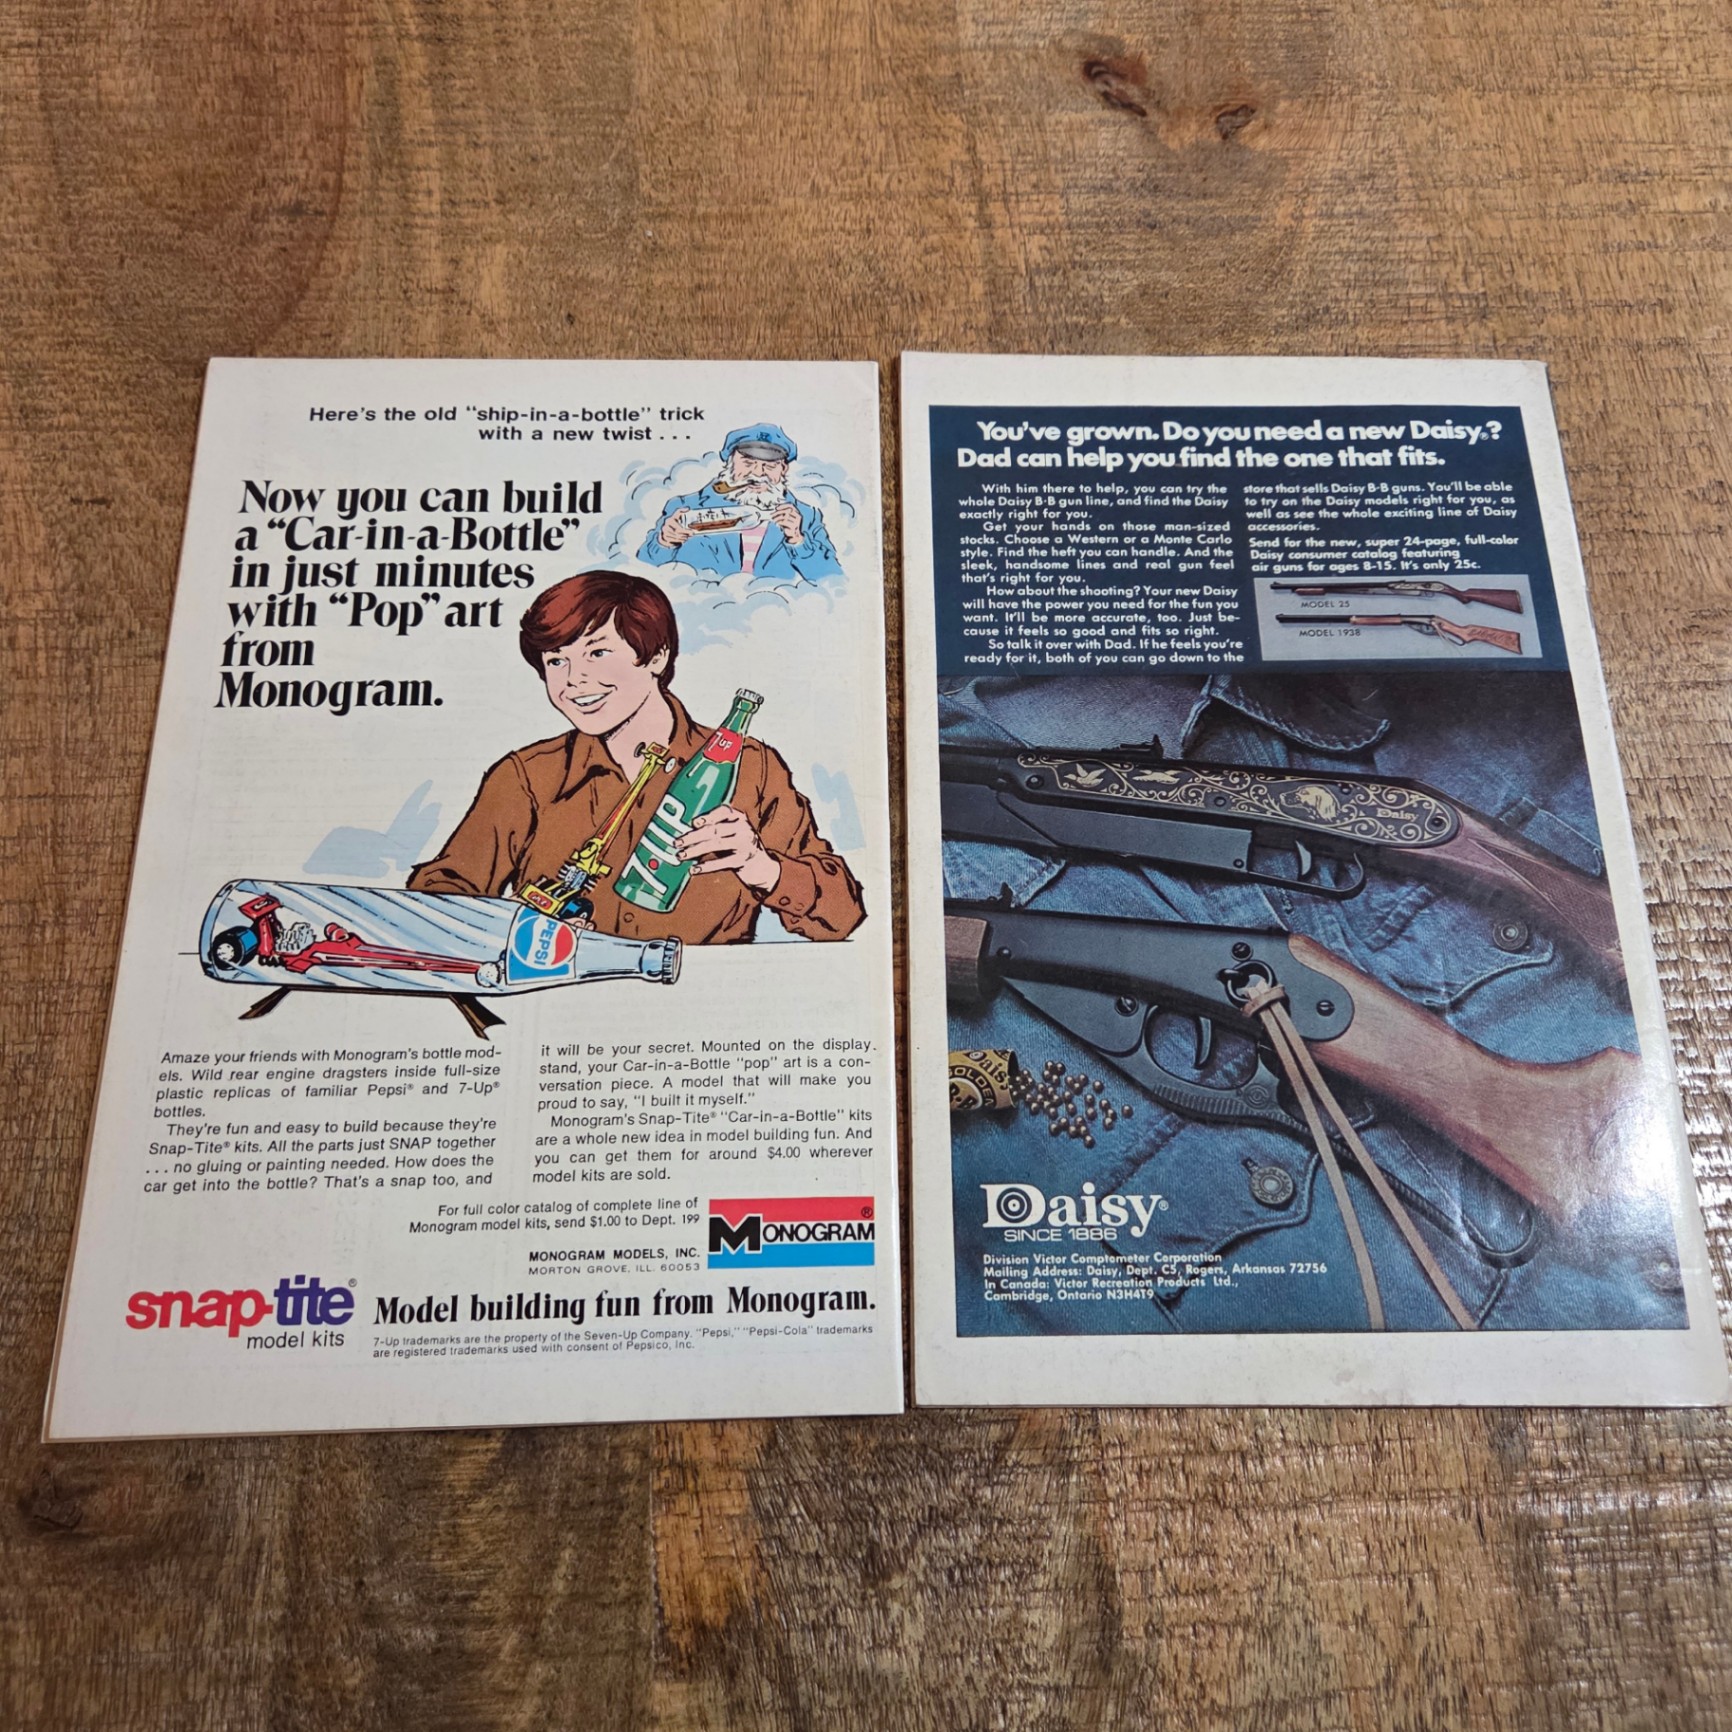 Here's the old "ship-in-a-bottle" trick
with a new twist . . .
Now you can build
a "Car-in-a-Bottle"
in just minutes
with "Pop" art
from
Monogram.
7UP
7-UP
PEPSI
Amaze your friends with Monogram's bottle mod-
els. Wild rear engine dragsters inside full-size
plastic replicas of familiar Pepsi® and 7-Up®
bottles.
They're fun and easy to build because they're
Snap-Tite® kits. All the parts just SNAP together
. . . no gluing or painting needed. How does the
car get into the bottle? That's a snap too, and
it will be your secret. Mounted on the display
stand, your Car-in-a-Bottle "pop" art is a con-
versation piece. A model that will make you
proud to say, "I built it myself."
Monogram's Snap-Tite® "Car-in-a-Bottle" kits
are a whole new idea in model building fun. And
you can get them for around $4.00 wherever
model kits are sold.
For full color catalog of complete line of
Monogram model kits, send $1.00 to Dept. 199
MONOGRAM MODELS, INC.
MORTON GROVE, ILL. 60053
MONOGRAM®
snap-tite®
model kits
Model building fun from Monogram.
7-Up trademarks are the property of the Seven-Up Company. "Pepsi," "Pepsi-Cola" trademarks
are registered trademarks used with consent of Pepsico, Inc.
You've grown. Do you need a new Daisy®?
Dad can help you find the one that fits.
With him there to help, you can try the
whole Daisy B·B gun line, and find the Daisy
exactly right for you.
Get your hands on those man-sized
stocks. Choose a Western or a Monte Carlo
style. Find the heft you can handle. And the
sleek, handsome lines and real gun feel
that's right for you.
How about the shooting? Your new Daisy
will have the power you need for the fun you
want. It'll be more accurate, too. Just be-
cause it feels so good and fits so right.
So talk it over with Dad. If he feels you're
ready for it, both of you can go down to the
store that sells Daisy B·B guns. You'll be able
to try on the Daisy models right for you, as
well as see the whole exciting line of Daisy
accessories.
Send for the new, super 24-page, full-color
Daisy consumer catalog featuring
air guns for ages 8-15. It's only 25¢.
MODEL 25
MODEL 1938
Daisy
Daisy
GOLDEN
Daisy®
SINCE 1886
Division Victor Comptometer Corporation
Mailing Address: Daisy, Dept. C5, Rogers, Arkansas 72756
In Canada: Victor Recreation Products Ltd.,
Cambridge, Ontario N3H4T9